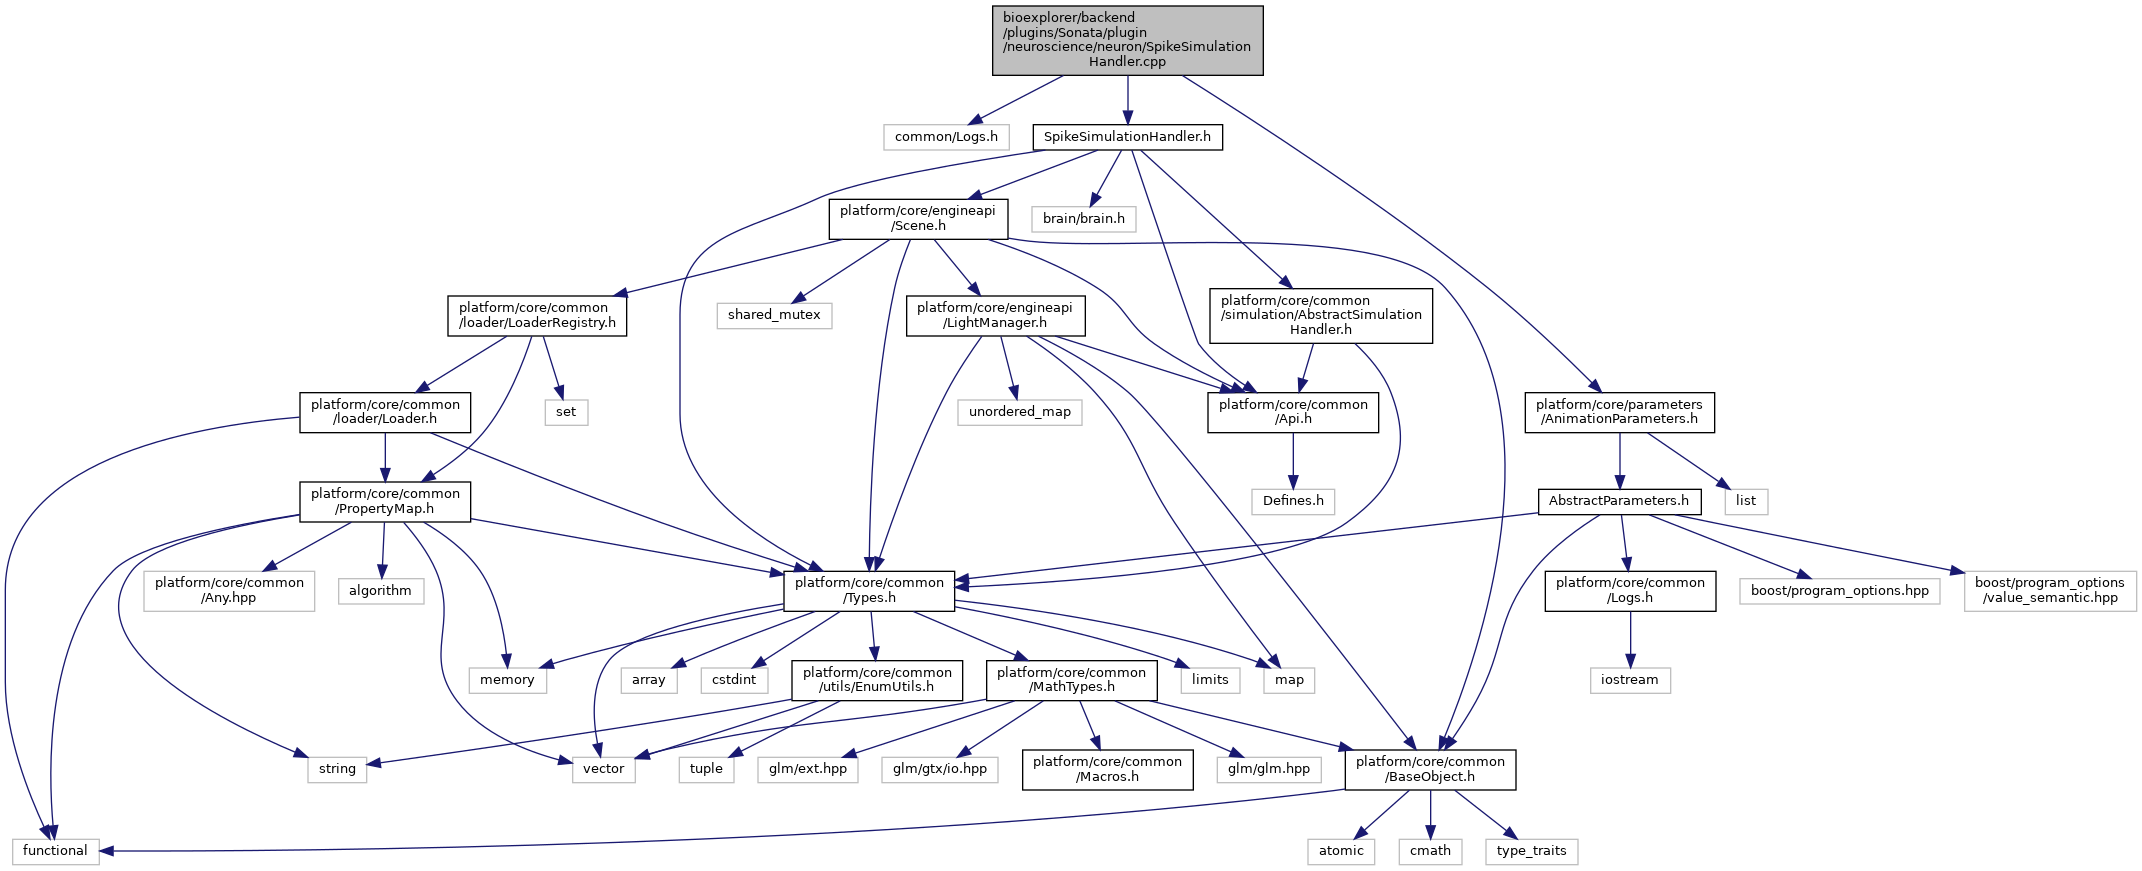 bioexplorer/backend
/plugins/Sonata/plugin
/neuroscience/neuron/SpikeSimulation
Handler.cpp
common/Logs.h
SpikeSimulationHandler.h
platform/core/engineapi
/Scene.h
brain/brain.h
platform/core/common
/loader/LoaderRegistry.h
shared_mutex
platform/core/engineapi
/LightManager.h
platform/core/common
/simulation/AbstractSimulation
Handler.h
platform/core/common
/loader/Loader.h
set
unordered_map
platform/core/common
/Api.h
platform/core/parameters
/AnimationParameters.h
platform/core/common
/PropertyMap.h
Defines.h
AbstractParameters.h
list
platform/core/common
/Any.hpp
algorithm
platform/core/common
/Types.h
platform/core/common
/Logs.h
boost/program_options.hpp
boost/program_options
/value_semantic.hpp
memory
array
cstdint
platform/core/common
/utils/EnumUtils.h
platform/core/common
/MathTypes.h
limits
map
iostream
string
vector
tuple
glm/ext.hpp
glm/gtx/io.hpp
platform/core/common
/Macros.h
glm/glm.hpp
platform/core/common
/BaseObject.h
functional
atomic
cmath
type_traits